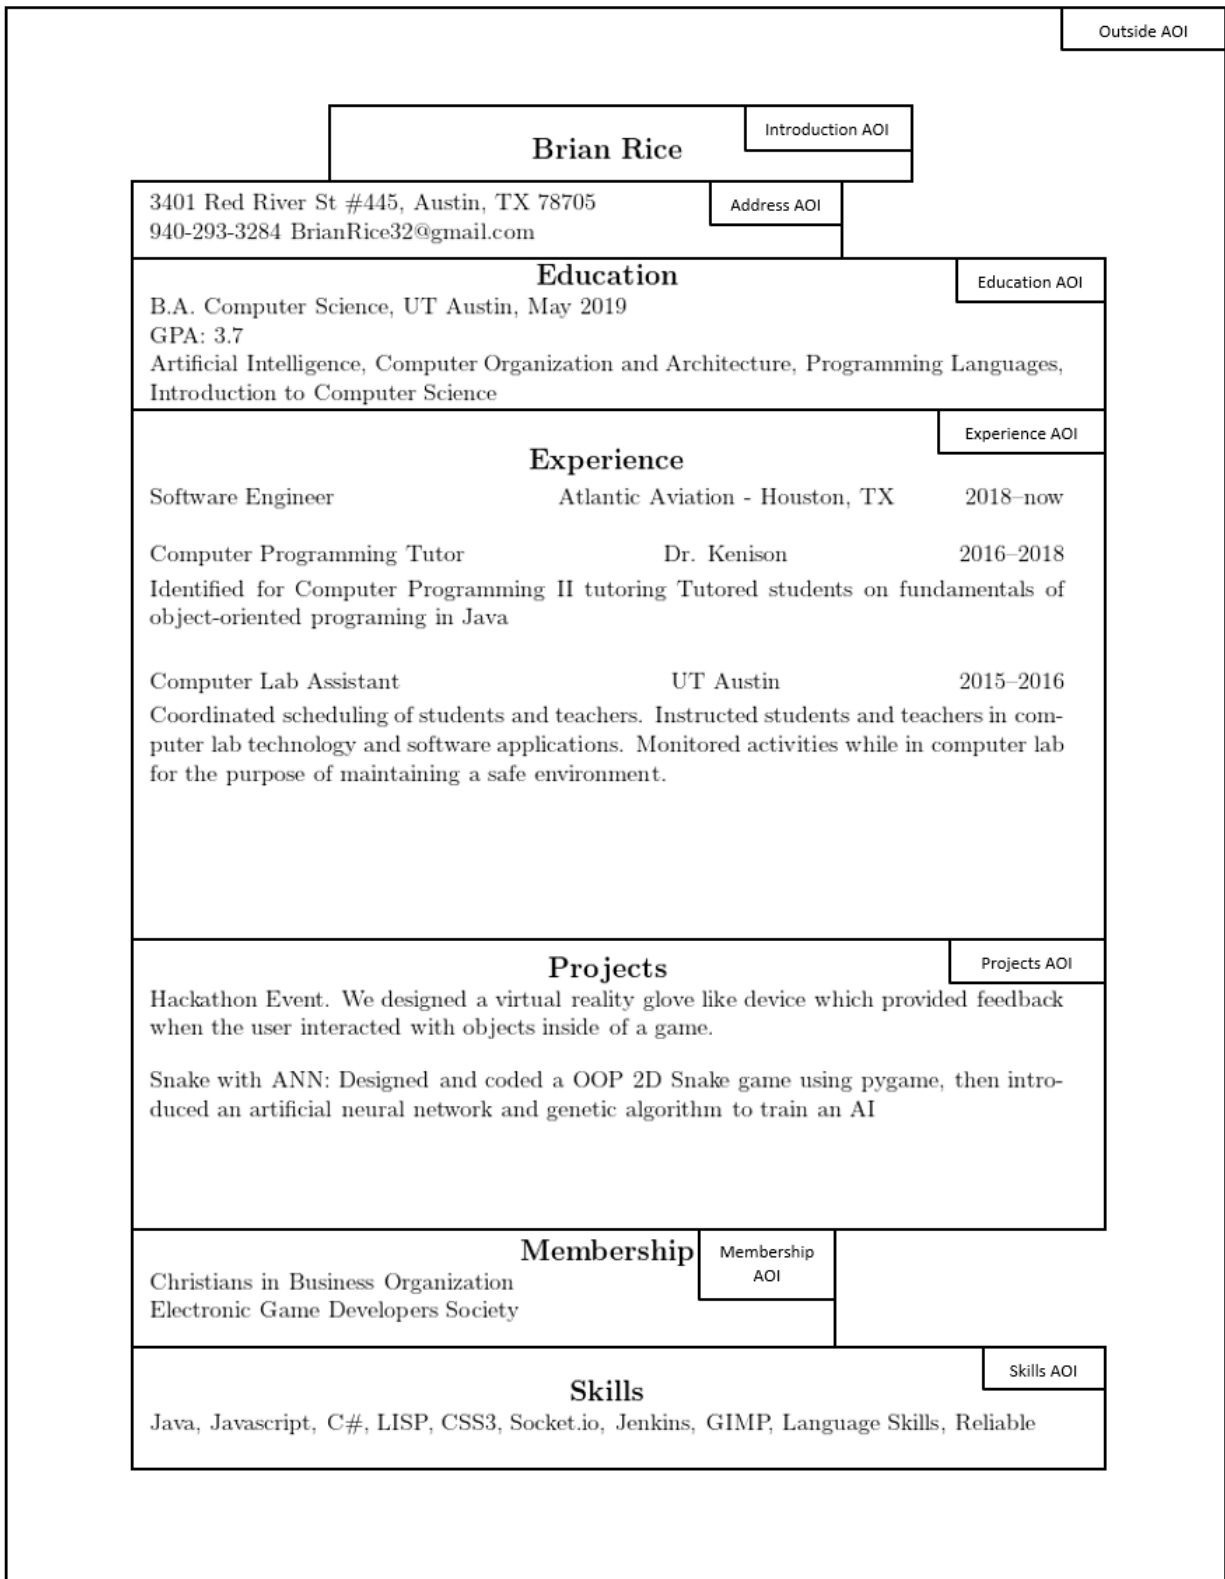 Outside AOI
Introduction AOI
Brian Rice
3401 Red River St #445, Austin, TX 78705
Address AOI
940-293-3284 BrianRice32@gmail.com
Education
Education AOI
B.A. Computer Science, UT Austin, May 2019
GPA: 3.7
Artificial Intelligence, Computer Organization and Architecture, Programming Languages,
Introduction to Computer Science
Experience AOI
Experience
Software Engineer Atlantic Aviation - Houston, TX 2018–now
Computer Programming Tutor Dr. Kenison 2016–2018
Identified for Computer Programming II tutoring Tutored students on fundamentals of
object-oriented programing in Java
Computer Lab Assistant UT Austin 2015–2016
Coordinated scheduling of students and teachers. Instructed students and teachers in com-
puter lab technology and software applications. Monitored activities while in computer lab
for the purpose of maintaining a safe environment.
Projects
Projects AOI
Hackathon Event. We designed a virtual reality glove like device which provided feedback
when the user interacted with objects inside of a game.
Snake with ANN: Designed and coded a OOP 2D Snake game using pygame, then intro-
duced an artificial neural network and genetic algorithm to train an AI
Membership
Membership
AOI
Christians in Business Organization
Electronic Game Developers Society
Skills AOI
Skills
Java, Javascript, C#, LISP, CSS3, Socket.io, Jenkins, GIMP, Language Skills, Reliable